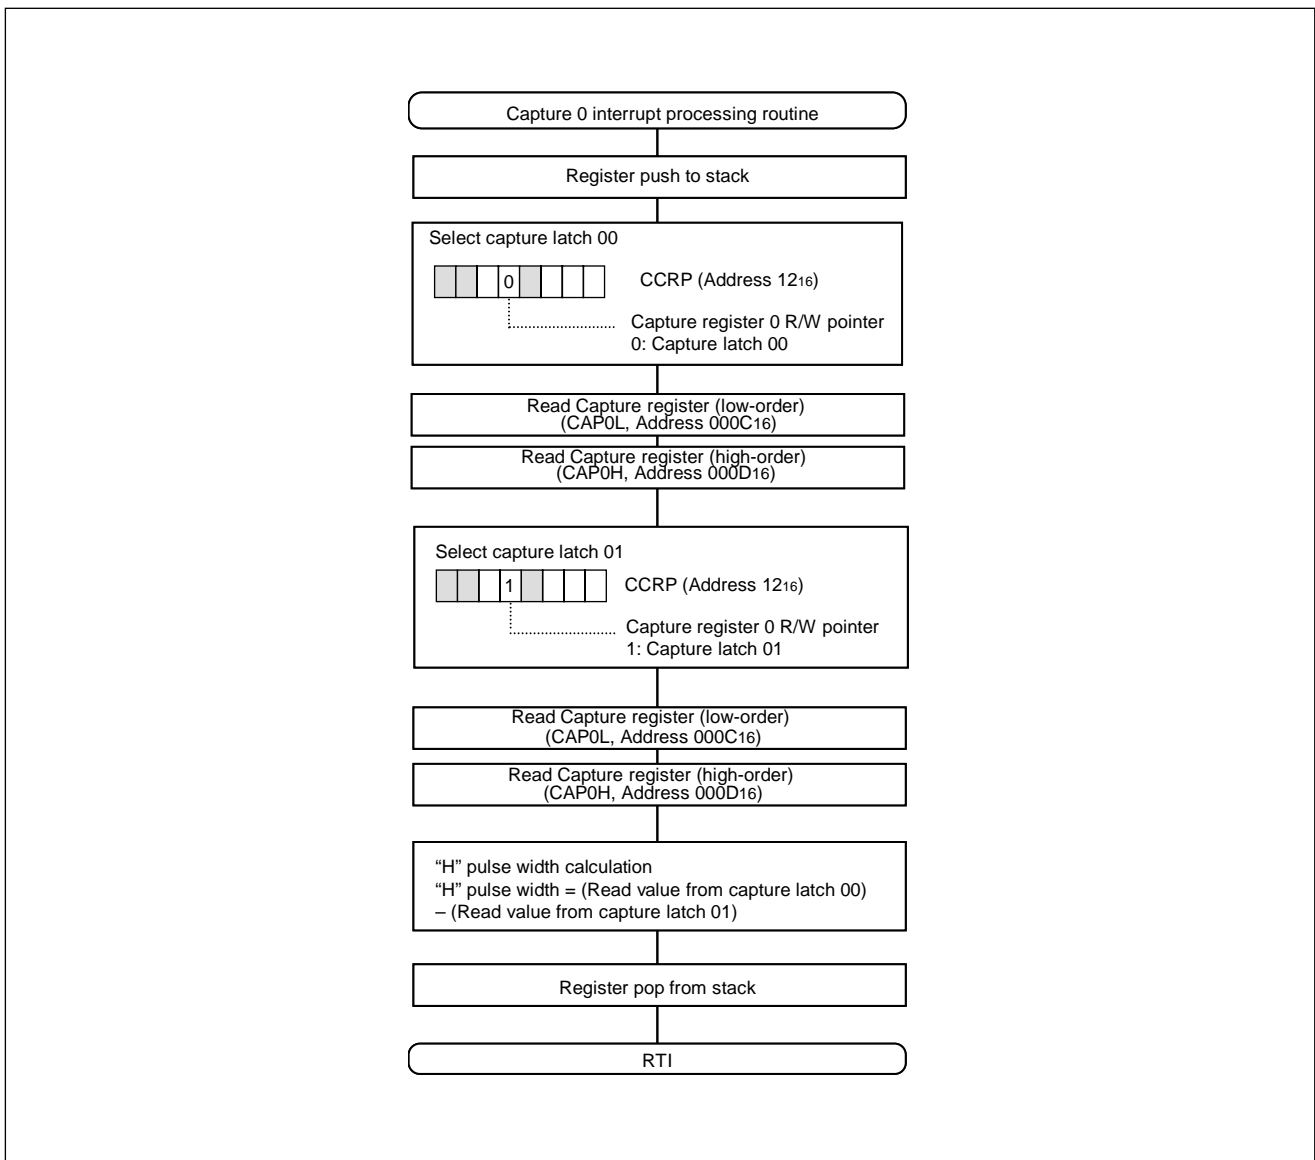 Capture 0 interrupt processing routine
Register push to stack
Select capture latch 00
0 CCRP (Address 1216)
Capture register 0 R/W pointer
0: Capture latch 00
Read Capture register (low-order)
(CAP0L, Address 000C16)
Read Capture register (high-order)
(CAP0H, Address 000D16)
Select capture latch 01
1 CCRP (Address 1216)
Capture register 0 R/W pointer
1: Capture latch 01
Read Capture register (low-order)
(CAP0L, Address 000C16)
Read Capture register (high-order)
(CAP0H, Address 000D16)
“H” pulse width calculation
“H” pulse width = (Read value from capture latch 00)
– (Read value from capture latch 01)
Register pop from stack
RTI